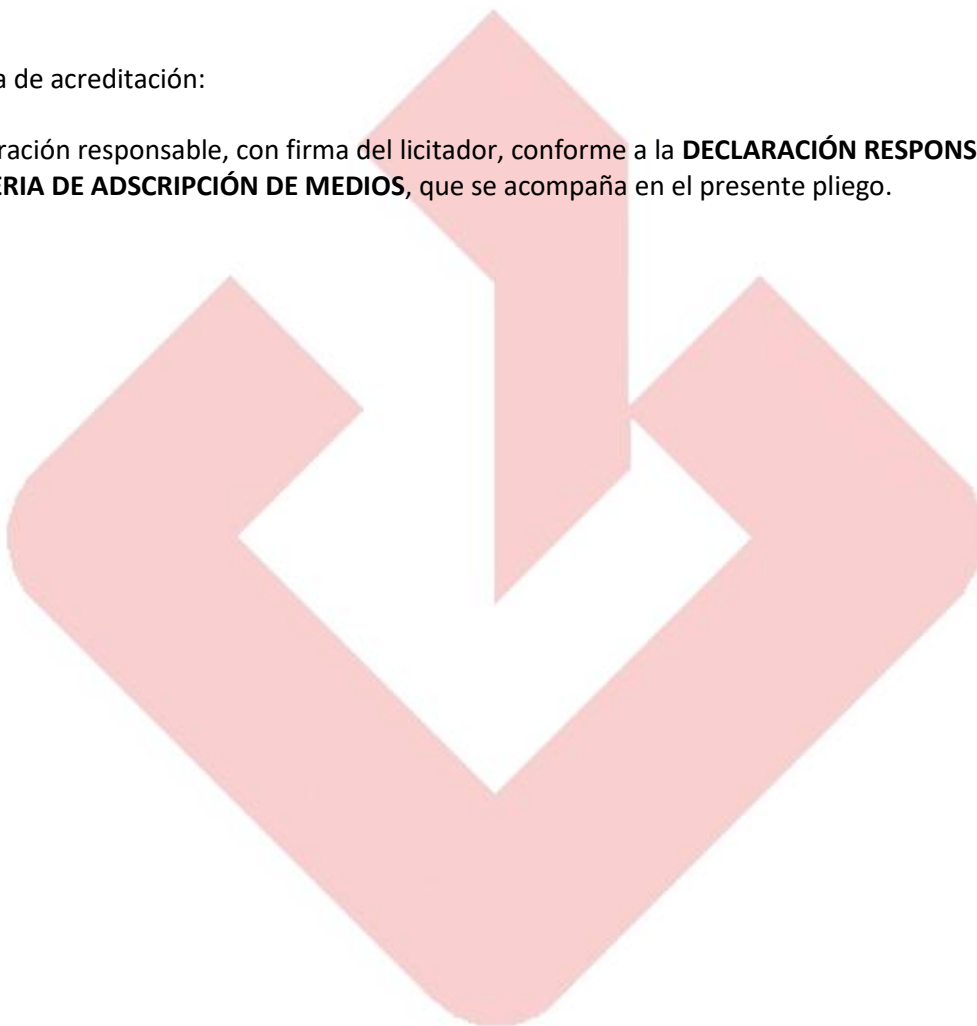 a de acreditación:
ración responsable, con firma del licitador, conforme a la DECLARACIÓN RESPONS
ERIA DE ADSCRIPCIÓN DE MEDIOS, que se acompaña en el presente pliego.